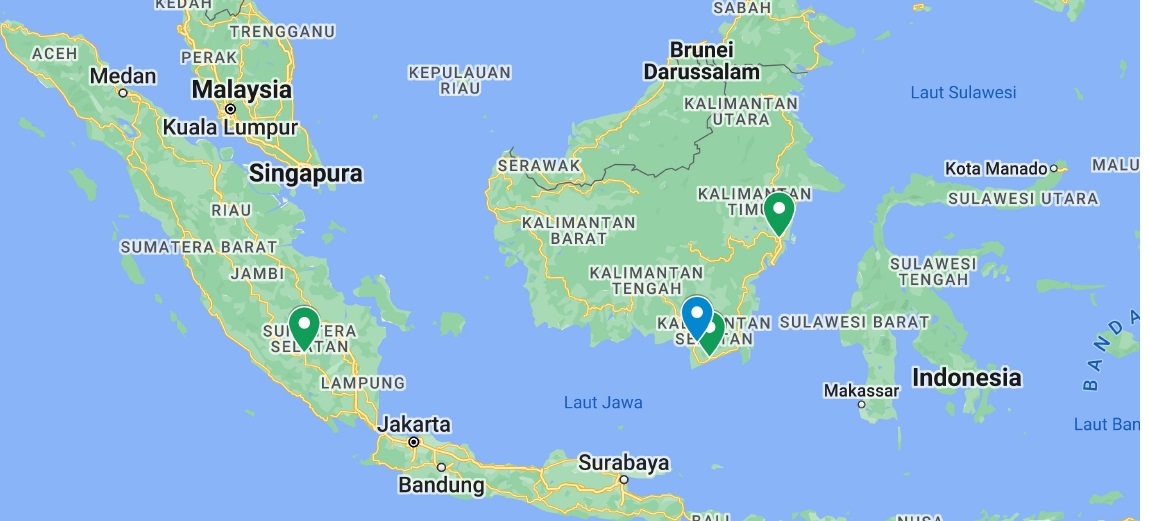 KEDAH
SABAH
TRENGGANU
ACEH
PERAK
Brunei
Darussalam
Medan
KEPULAUAN
RIAU
Malaysia
Laut Sulawesi
KALIMANTAN
UTARA
Kuala Lumpur
SERAWAK
Kota Manado
MALU
Singapura
KALIMANTAN
TIMU
SULAWESI UTARA
RIAU
KALIMANTAN
BARAT
SUMATERA BARAT
SULAWESI
TENGAH
JAMBI
KALIMANTAN
TENGAH
SUMATERA
SELATAN
KALIMANTAN
SELATAN
SULAWESI BARAT
BANDA
Indonesia
LAMPUNG
Makassar
Laut Jawa
Jakarta
Laut Ban
Surabaya
Bandung
BALI
NUSA